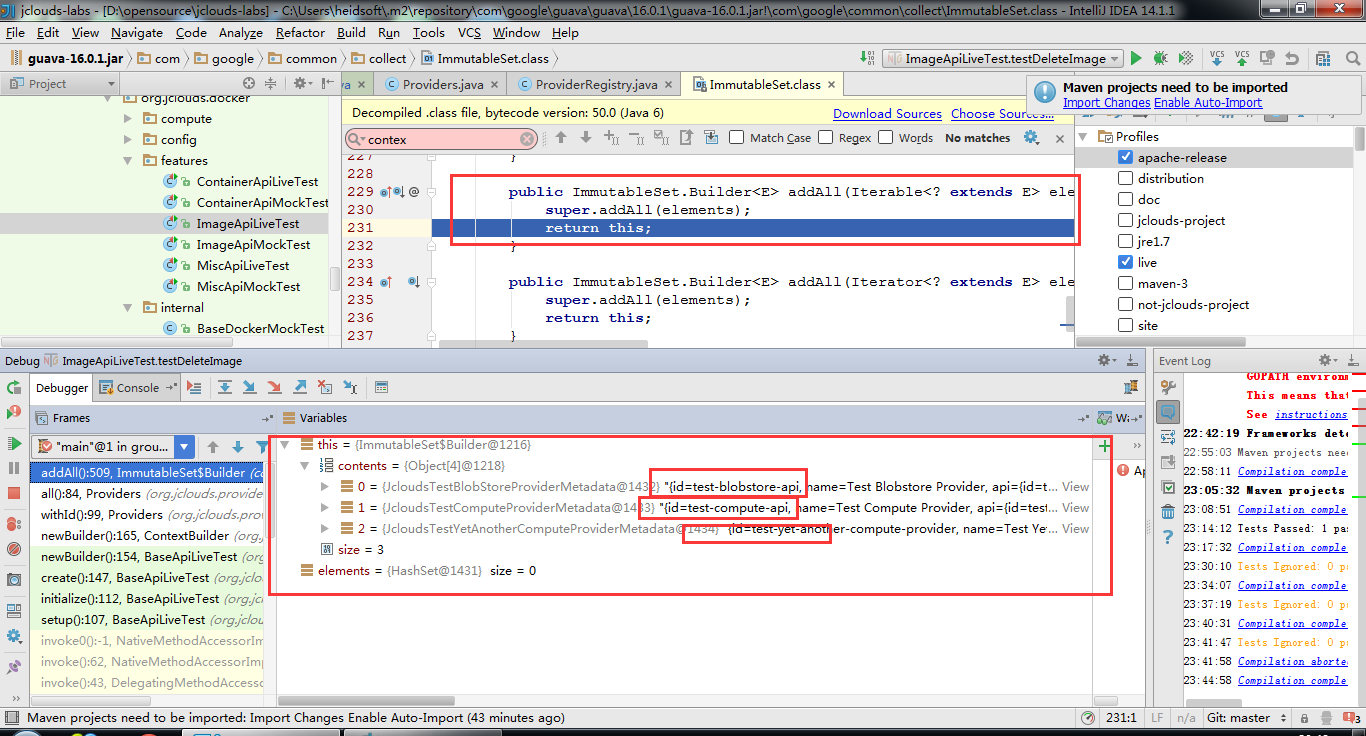 jclouds-labs - [D:\opensource\jclouds-labs] - C:\Users\heidsoft\.m2\repository\com\google\guava\guava\16.0.1\guava-16.0.1.jar!\com\google\common\collect\ImmutableSet.class - IntelliJ IDEA 14.1.1
File Edit View Navigate Code Analyze Refactor Build Run Tools VCS Window Help
guava-16.0.1.jar com google common collect ImmutableSet.class
ImageApiLiveTest.testDeleteImage
VCS VCS
Project
Providers.java ProviderRegistry.java ImmutableSet.class
Maven projects need to be imported
Import Changes Enable Auto-Import
Decompiled .class file, bytecode version: 50.0 (Java 6) Download Sources Choose Sources...
contex Match Case Regex Words No matches
org.jclouds.docker
compute
config
features
ContainerApiLiveTest
ContainerApiMockTest
ImageApiLiveTest
ImageApiMockTest
MiscApiLiveTest
MiscApiMockTest
internal
BaseDockerMockTest
227 }
228
229 @ public ImmutableSet.Builder<E> addAll(Iterable<? extends E> ele
230 super.addAll(elements);
231 return this;
232 }
233
234 public ImmutableSet.Builder<E> addAll(Iterator<? extends E> ele
235 super.addAll(elements);
236 return this;
237 }
Profiles
apache-release
distribution
doc
jclouds-project
jre1.7
live
maven-3
not-jclouds-project
site
Debug ImageApiLiveTest.testDeleteImage
Debugger Console
Frames
"main"@1 in grou...
addAll():509, ImmutableSet$Builder (co
all():84, Providers (org.jclouds.provide
withId():99, Providers (org.jclouds.pro
newBuilder():165, ContextBuilder (org.
newBuilder():154, BaseApiLiveTest (org
create():147, BaseApiLiveTest (org.jclo
initialize():112, BaseApiLiveTest (org.j
setup():107, BaseApiLiveTest (org.jclou
invoke0():-1, NativeMethodAccessorIm
invoke():62, NativeMethodAccessorImp
invoke():43, DelegatingMethodAccesso
Variables
this = {ImmutableSet$Builder@1216}
contents = {Object[4]@1218}
0 = {JcloudsTestBlobStoreProviderMetadata@1432} "{id=test-blobstore-api, name=Test Blobstore Provider, api={id=t... View
1 = {JcloudsTestComputeProviderMetadata@1433} "{id=test-compute-api, name=Test Compute Provider, api={id=test... View
2 = {JcloudsTestYetAnotherComputeProviderMetadata@1434} "{id=test-yet-another-compute-provider, name=Test Ye... View
size = 3
elements = {HashSet@1431} size = 0
Event Log
GOPATH environm
This means that
See instructions
22:42:19 Frameworks dete
22:55:03 Maven projects need
22:58:11 Compilation comple
23:05:32 Maven projects
23:08:51 Compilation comple
23:14:12 Tests Passed: 1 pas
23:17:32 Compilation comple
23:30:10 Tests Ignored: 0 p
23:34:07 Compilation comple
23:37:19 Tests Ignored: 0 p
23:40:31 Compilation comple
23:41:47 Tests Ignored: 0 p
23:41:58 Compilation aborte
23:44:58 Compilation comple
Maven projects need to be imported: Import Changes Enable Auto-Import (43 minutes ago) 231:1 LF n/a Git: master 3